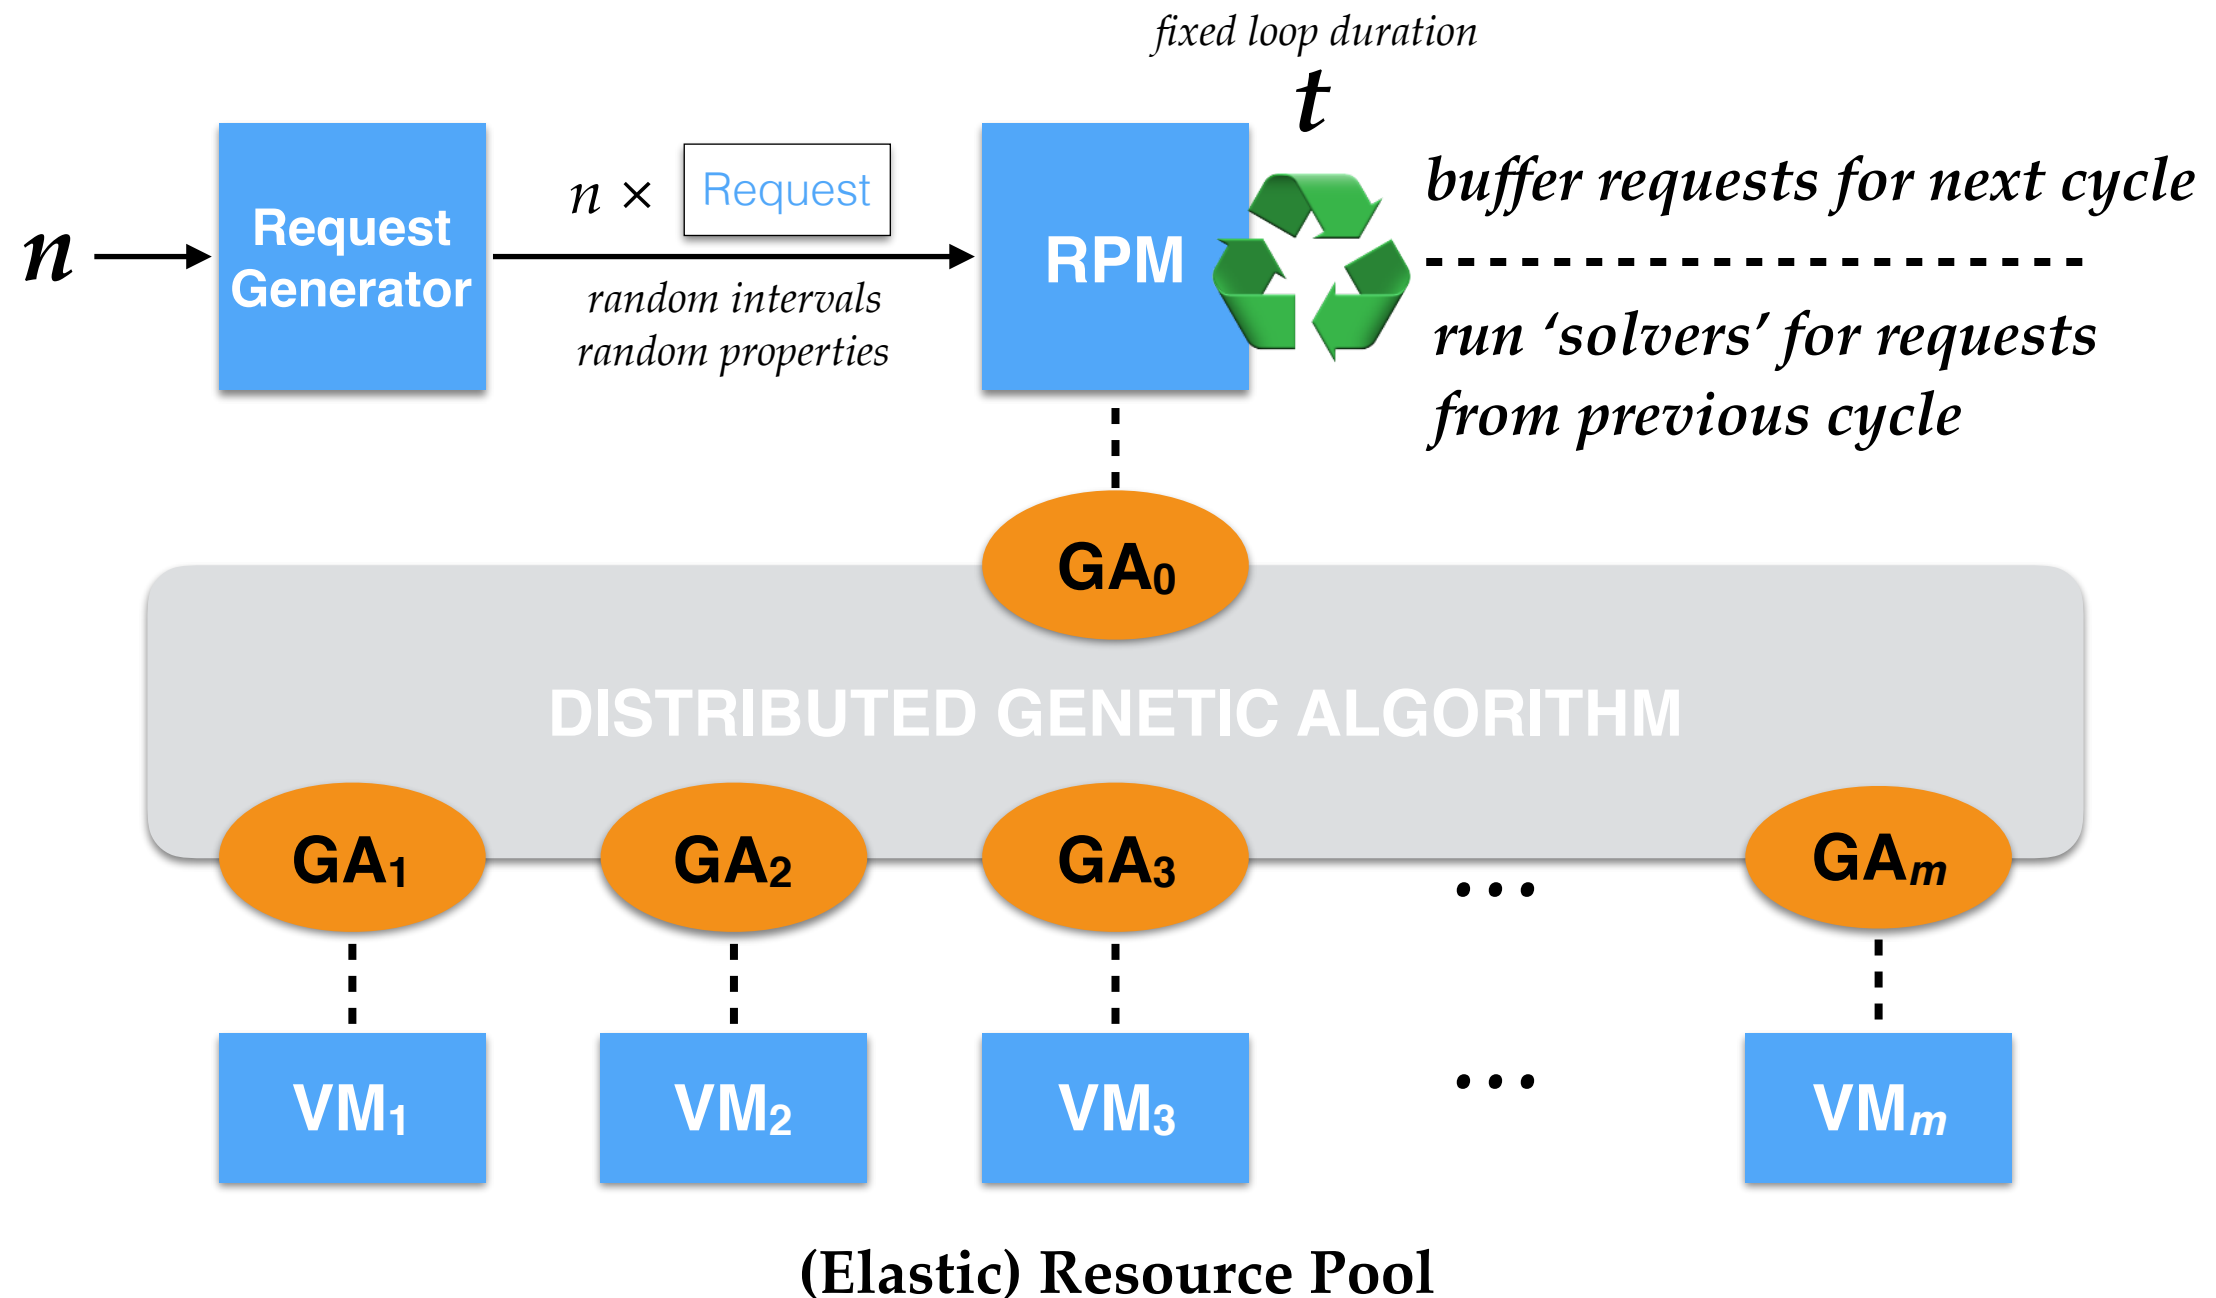 fixed loop duration
t
n
Request
Generator
n × Request
random intervals
random properties
RPM
buffer requests for next cycle
run ‘solvers’ for requests
from previous cycle
GA0
DISTRIBUTED GENETIC ALGORITHM
GA1 GA2 GA3 ... GAm
VM1 VM2 VM3 ... VMm
(Elastic) Resource Pool